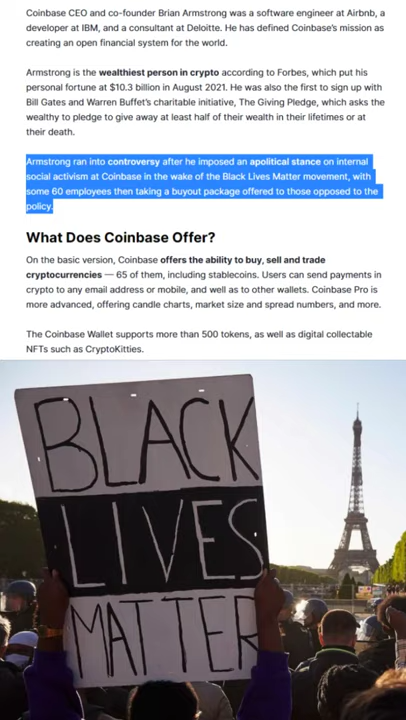 Coinbase CEO and co-founder Brian Armstrong was a software engineer at Airbnb, a
developer at IBM, and a consultant at Deloitte. He has defined Coinbase's mission as
creating an open financial system for the world.
Armstrong is the wealthiest person in crypto according to Forbes, which put his
personal fortune at $10.3 billion in August 2021. He was also the first to sign up with
Bill Gates and Warren Buffet's charitable initiative, The Giving Pledge, which asks the
wealthy to pledge to give away at least half of their wealth in their lifetimes or at
their death.
Armstrong ran into controversy after he imposed an apolitical stance on internal
social activism at Coinbase in the wake of the Black Lives Matter movement, with
some 60 employees then taking a buyout package offered to those opposed to the
policy.
What Does Coinbase Offer?
On the basic version, Coinbase offers the ability to buy, sell and trade
cryptocurrencies — 65 of them, including stablecoins. Users can send payments in
crypto to any email address or mobile, and well as to other wallets. Coinbase Pro is
more advanced, offering candle charts, market size and spread numbers, and more.
The Coinbase Wallet supports more than 500 tokens, as well as digital collectable
NFTs such as CryptoKitties.
BLACK
LIVES
MATTER